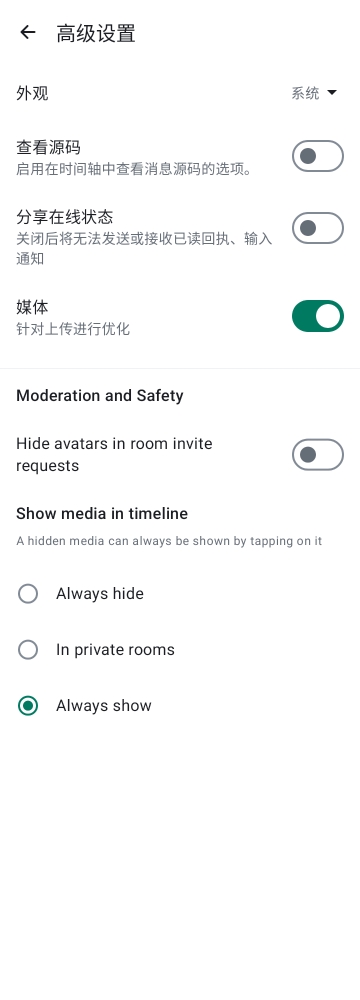 高级设置
外观
系统
查看源码
启用在时间轴中查看消息源码的选项。
分享在线状态
关闭后将无法发送或接收已读回执、输入
通知
媒体
针对上传进行优化
Moderation and Safety
Hide avatars in room invite
requests
Show media in timeline
A hidden media can always be shown by tapping on it
Always hide
In private rooms
Always show